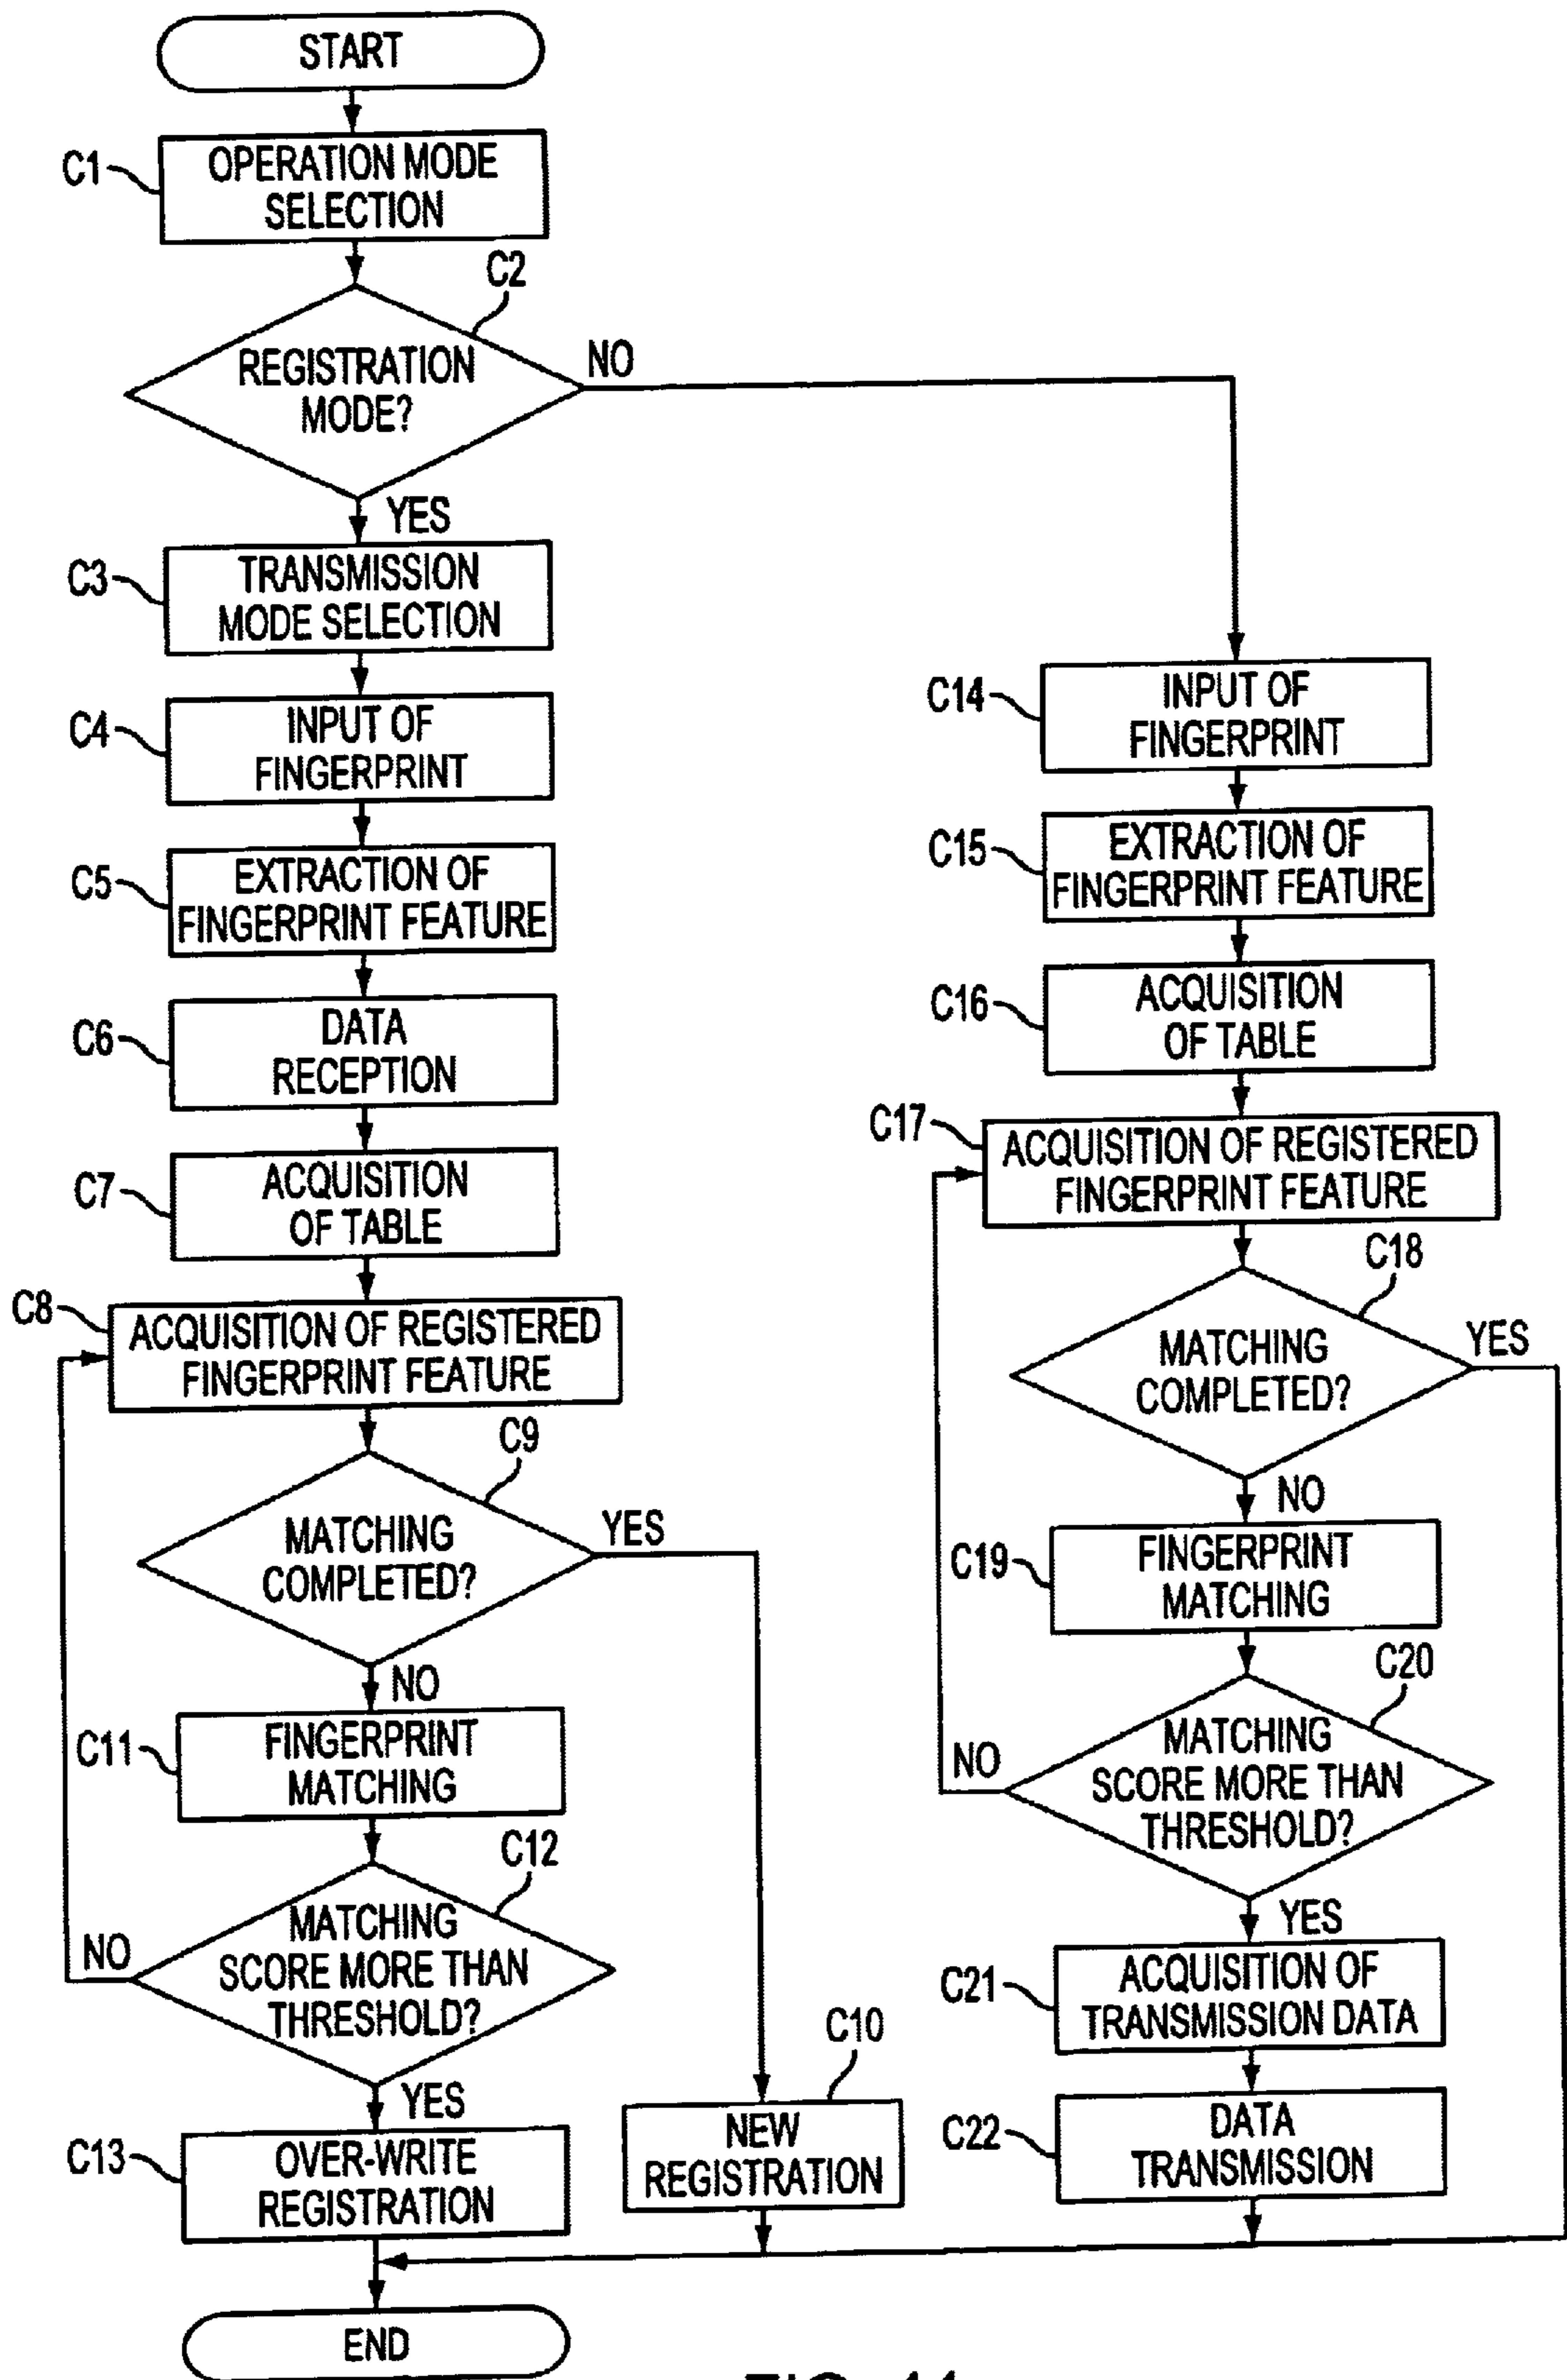 START
C1
OPERATION MODE
SELECTION
C2
REGISTRATION
MODE?
NO
YES
C3
TRANSMISSION
MODE SELECTION
C4
INPUT OF
FINGERPRINT
C5
EXTRACTION OF
FINGERPRINT FEATURE
C6
DATA
RECEPTION
C7
ACQUISITION
OF TABLE
C8
ACQUISITION OF REGISTERED
FINGERPRINT FEATURE
C9
MATCHING
COMPLETED?
YES
NO
C11
FINGERPRINT
MATCHING
C12
MATCHING
SCORE MORE THAN
THRESHOLD?
NO
YES
C13
OVER-WRITE
REGISTRATION
C10
NEW
REGISTRATION
C14
INPUT OF
FINGERPRINT
C15
EXTRACTION OF
FINGERPRINT FEATURE
C16
ACQUISITION
OF TABLE
C17
ACQUISITION OF REGISTERED
FINGERPRINT FEATURE
C18
MATCHING
COMPLETED?
YES
NO
C19
FINGERPRINT
MATCHING
C20
MATCHING
SCORE MORE THAN
THRESHOLD?
NO
YES
C21
ACQUISITION OF
TRANSMISSION DATA
C22
DATA
TRANSMISSION
END